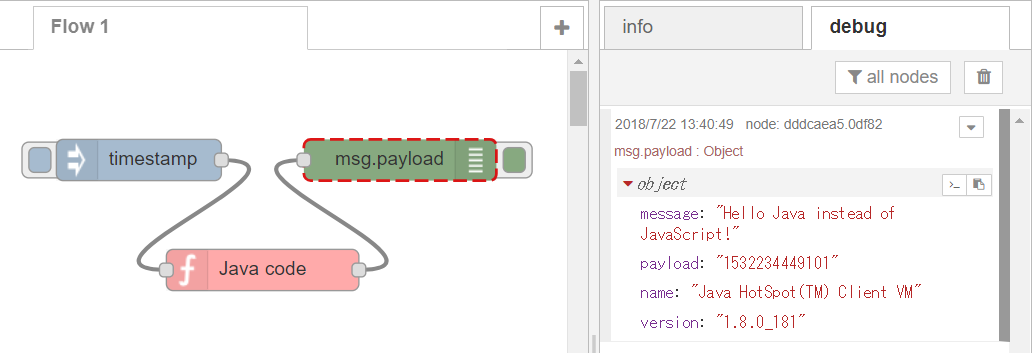 Flow 1
info
debug
all nodes
timestamp
msg.payload
Java code
2018/7/22 13:40:49 node: dddcaea5.0df82
msg.payload : Object
object
message: "Hello Java instead of
JavaScript!"
payload: "1532234449101"
name: "Java HotSpot(TM) Client VM"
version: "1.8.0_181"